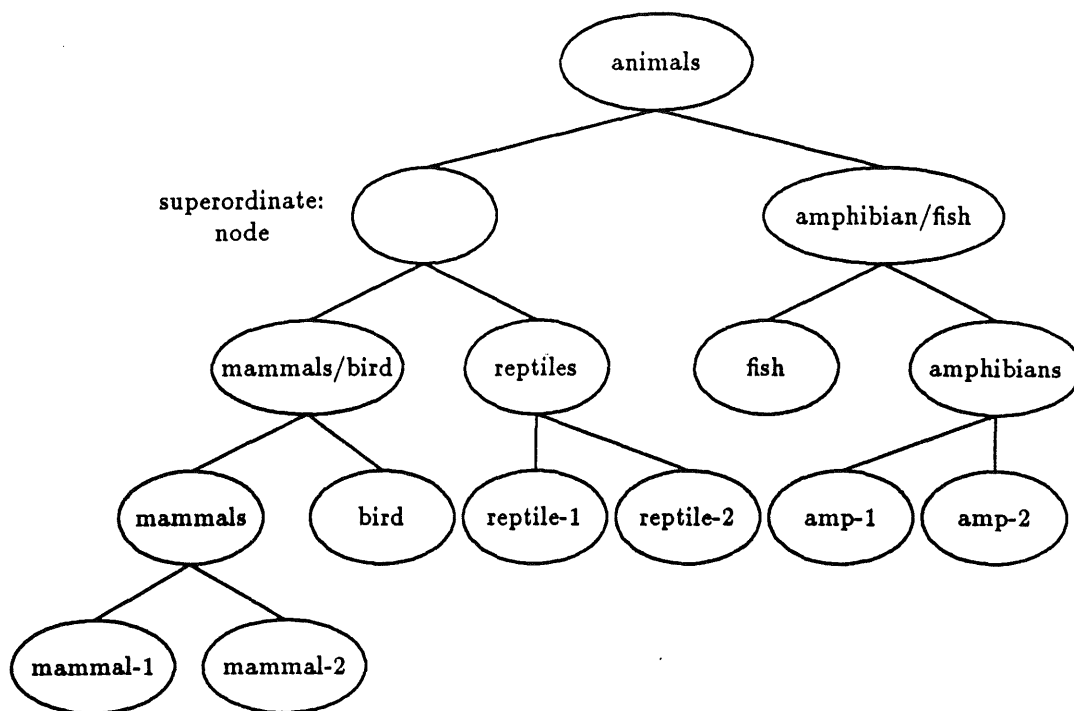 animals
superordinate:
node
amphibian/fish
mammals/bird
reptiles
fish
amphibians
mammals
bird
reptile-1
reptile-2
amp-1
amp-2
mammal-1
mammal-2